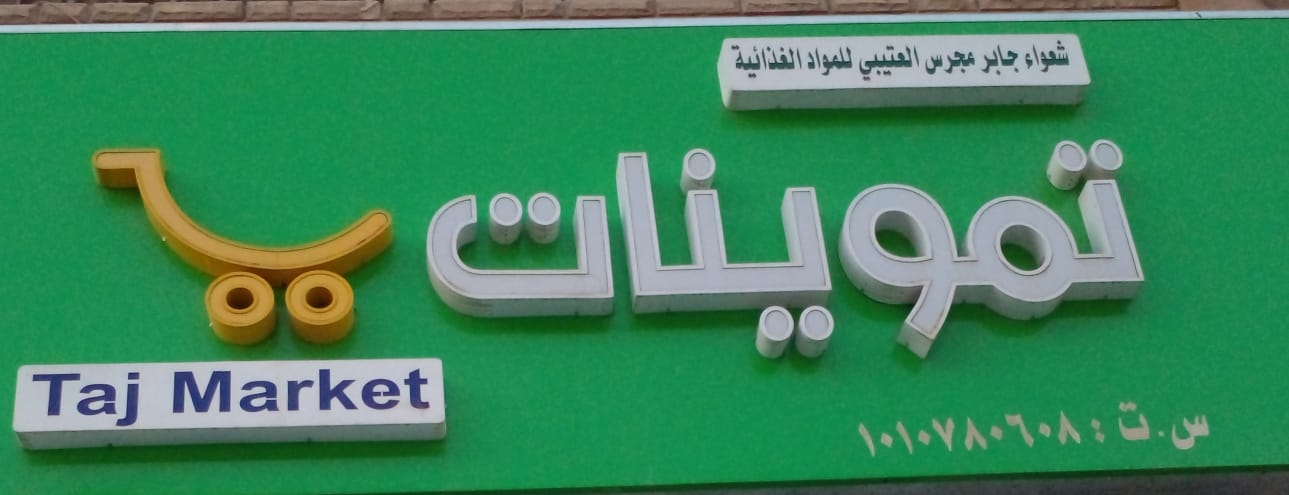 شعواء جابر مجرس العتيبي للمواد الغذائية
تموينات
Taj Market
س.ت : ١٠١٠٧٨٠٦٠٨